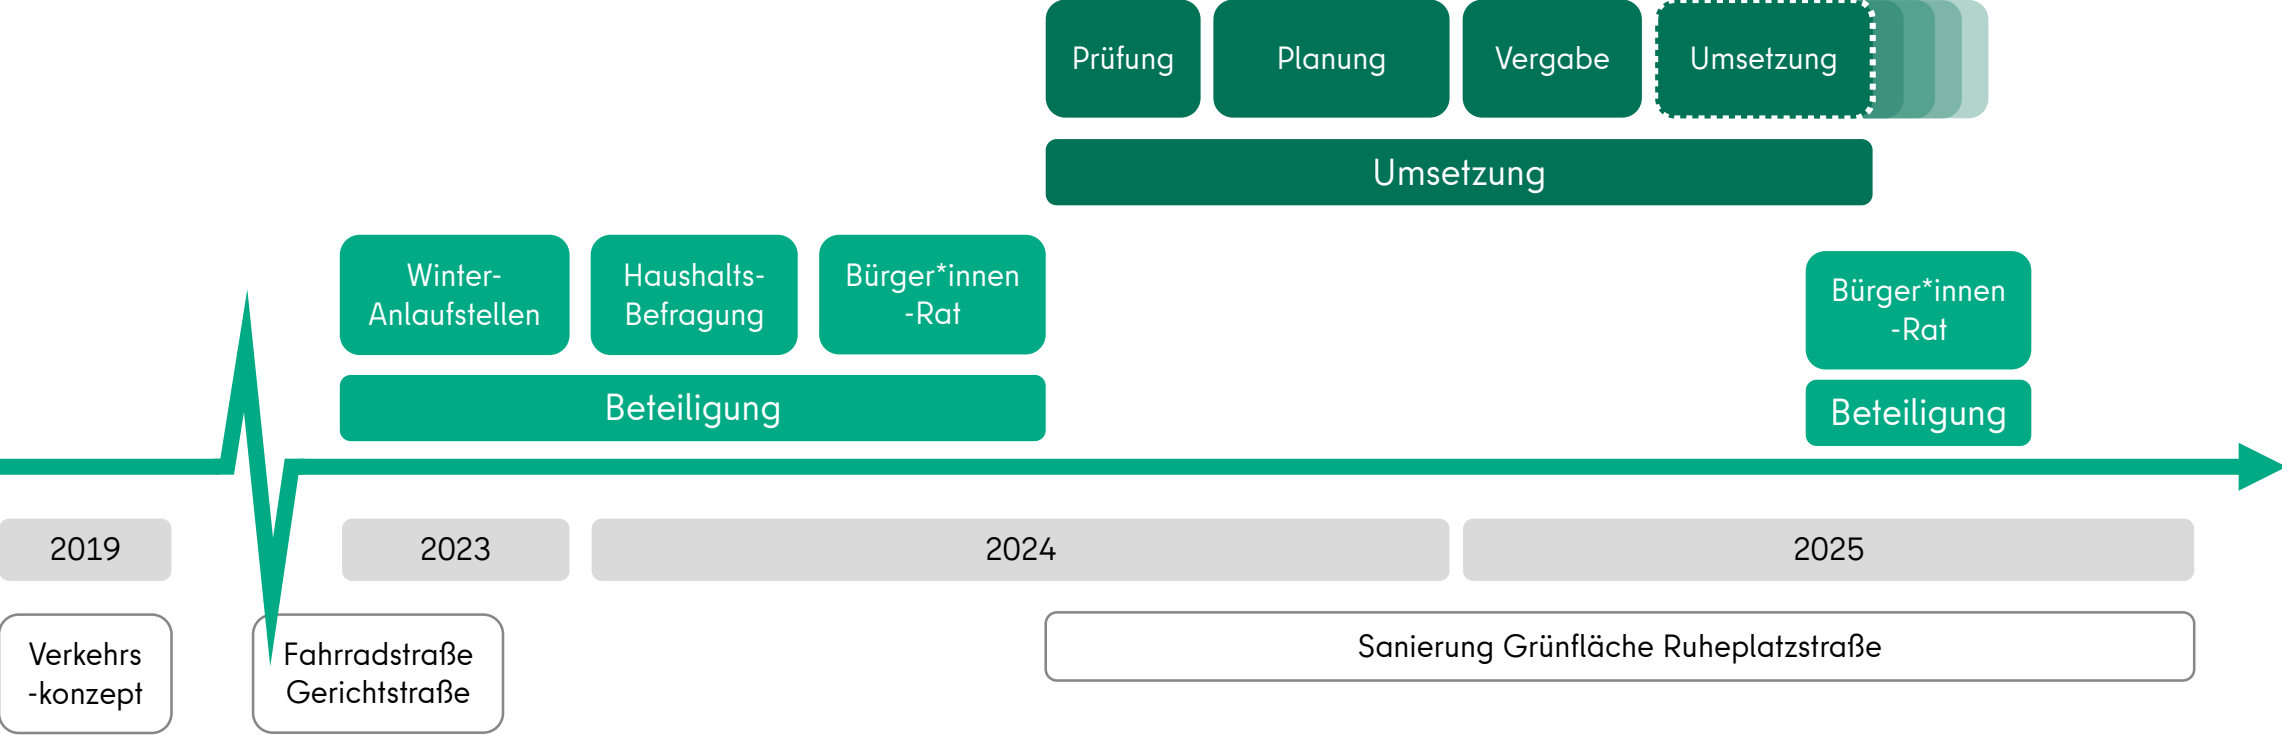 Prüfung
Planung
Vergabe
Umsetzung
Umsetzung
Winter-
Anlaufstellen
Haushalts-
Befragung
Bürger*innen
-Rat
Bürger*innen
-Rat
Beteiligung
Beteiligung
2019
2023
2024
2025
Verkehrs
-konzept
Fahrradstraße
Gerichtstraße
Sanierung Grünfläche Ruheplatzstraße